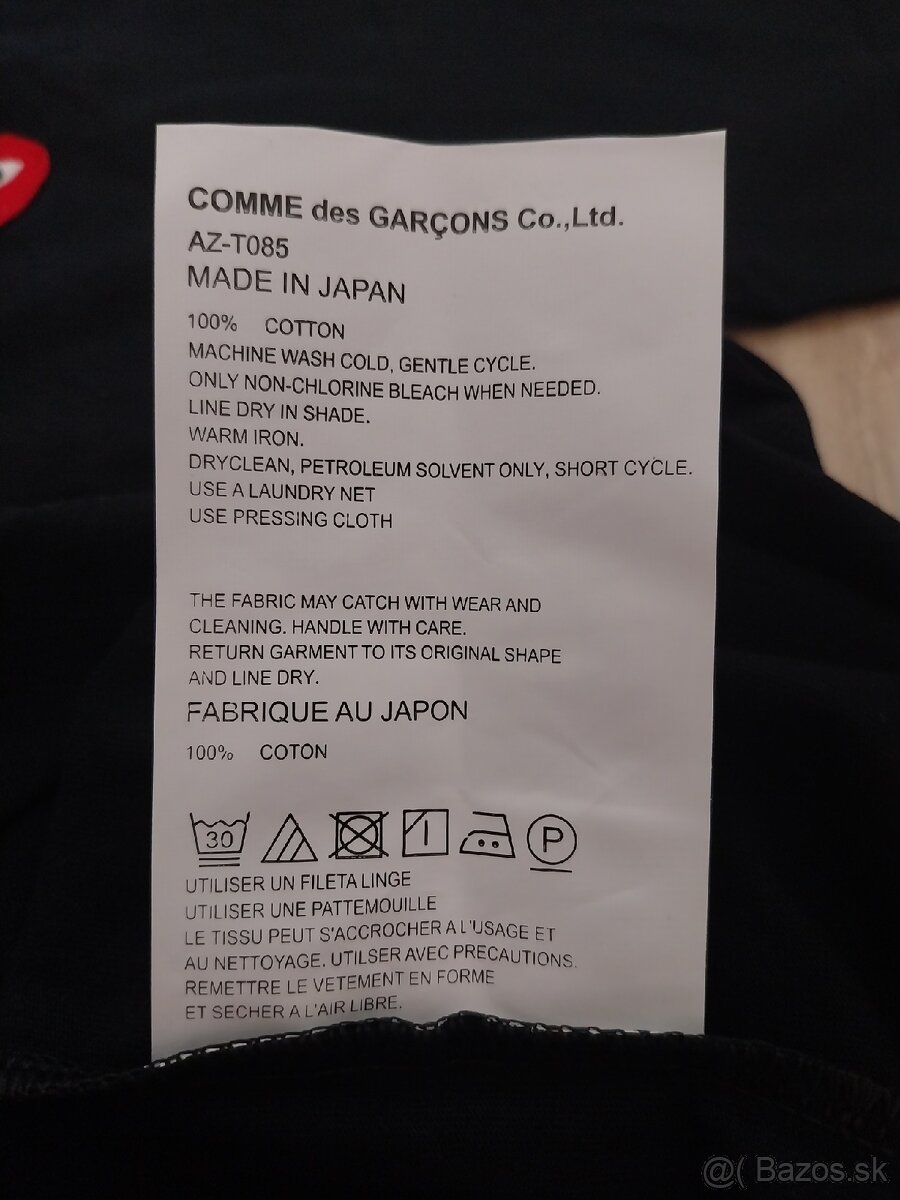 COMME des GARÇONS Co.,Ltd.
AZ-T085
MADE IN JAPAN
100% COTTON
MACHINE WASH COLD, GENTLE CYCLE.
ONLY NON-CHLORINE BLEACH WHEN NEEDED.
LINE DRY IN SHADE.
WARM IRON.
DRYCLEAN, PETROLEUM SOLVENT ONLY, SHORT CYCLE.
USE A LAUNDRY NET
USE PRESSING CLOTH
THE FABRIC MAY CATCH WITH WEAR AND
CLEANING. HANDLE WITH CARE.
RETURN GARMENT TO ITS ORIGINAL SHAPE
AND LINE DRY.
FABRIQUE AU JAPON
100% COTON
30 P
UTILISER UN FILETA LINGE
UTILISER UNE PATTEMOUILLE
LE TISSU PEUT S'ACCROCHER A L'USAGE ET
AU NETTOYAGE. UTILSER AVEC PRECAUTIONS.
REMETTRE LE VETEMENT EN FORME
ET SECHER A L'AIR LIBRE.
@( Bazos.sk